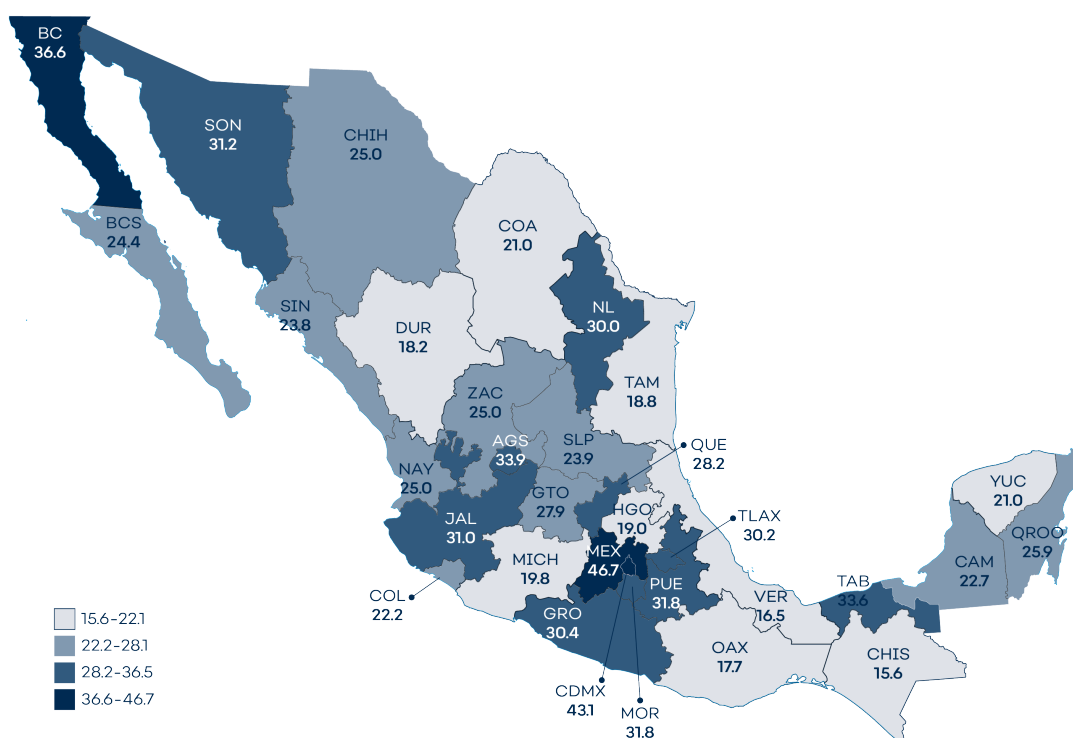 BC
36.6
SON
31.2
CHIH
25.0
BCS
24.4
COA
21.0
SIN
23.8
NL
30.0
DUR
18.2
TAM
18.8
ZAC
25.0
AGS
33.9
SLP
23.9
QUE
28.2
NAY
25.0
GTO
27.9
HGO
19.0
YUC
21.0
JAL
31.0
TLAX
30.2
QROO
25.9
MICH
19.8
MEX
46.7
CAM
22.7
COL
22.2
PUE
31.8
TAB
33.6
VER
16.5
GRO
30.4
OAX
17.7
CHIS
15.6
CDMX
43.1
MOR
31.8
15.6-22.1
22.2-28.1
28.2-36.5
36.6-46.7